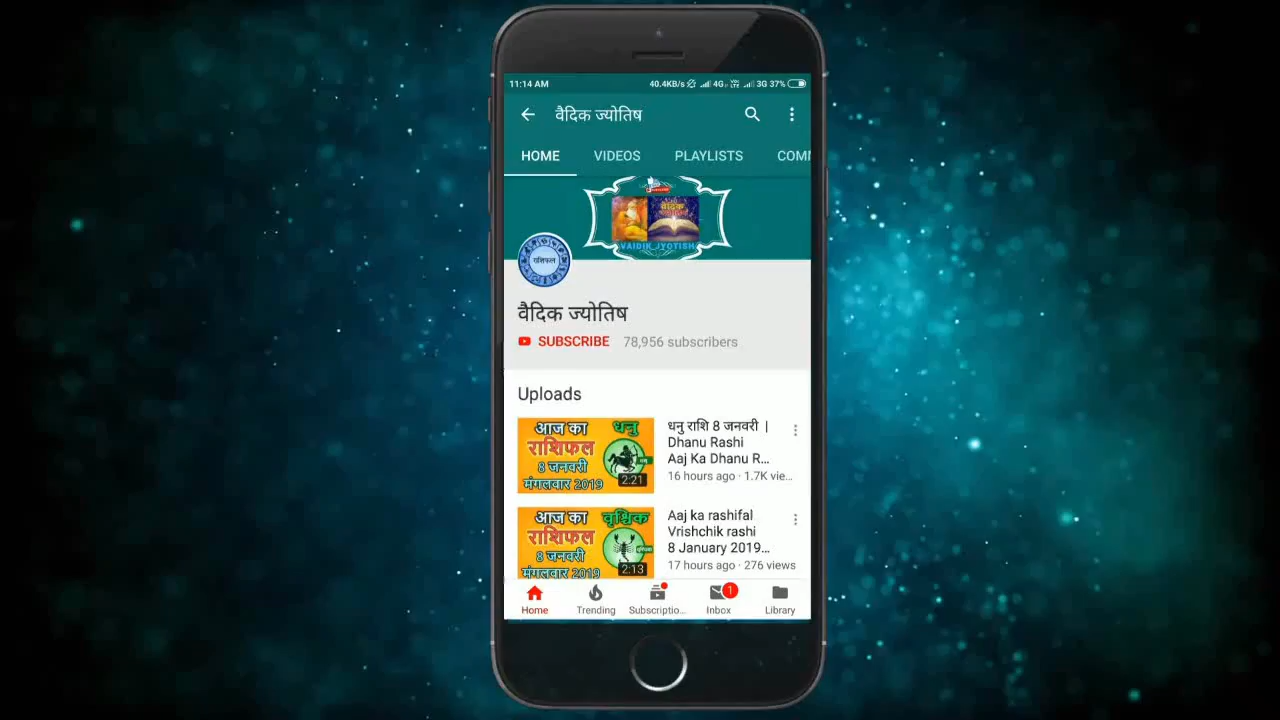 11:14 AM
40.4KB/s 4G 3G 37%
वैदिक ज्योतिष
HOME VIDEOS PLAYLISTS COMM
वैदिक
VAIDIK JYOTISH
राशिफल
वैदिक ज्योतिष
SUBSCRIBE 78,956 subscribers
Uploads
आज का धनु
राशिफल
8 जनवरी
मंगलवार 2019
2:21
धनु राशि 8 जनवरी |
Dhanu Rashi
Aaj Ka Dhanu R...
16 hours ago · 1.7K vie...
आज का वृश्चिक
राशिफल
8 जनवरी
मंगलवार 2019
2:13
Aaj ka rashifal
Vrishchik rashi
8 January 2019...
17 hours ago · 276 views
1
Home Trending Subscriptio... Inbox Library